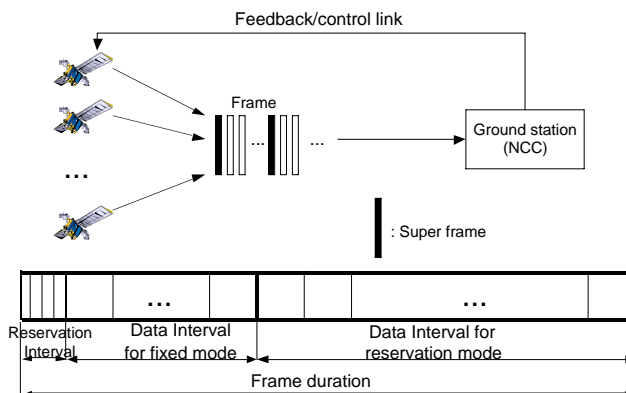 Feedback/control link
Frame
... ...
Ground station
(NCC)
...
: Super frame
... ...
Reservation
Interval
Data Interval
for fixed mode
Data Interval for
reservation mode
Frame duration